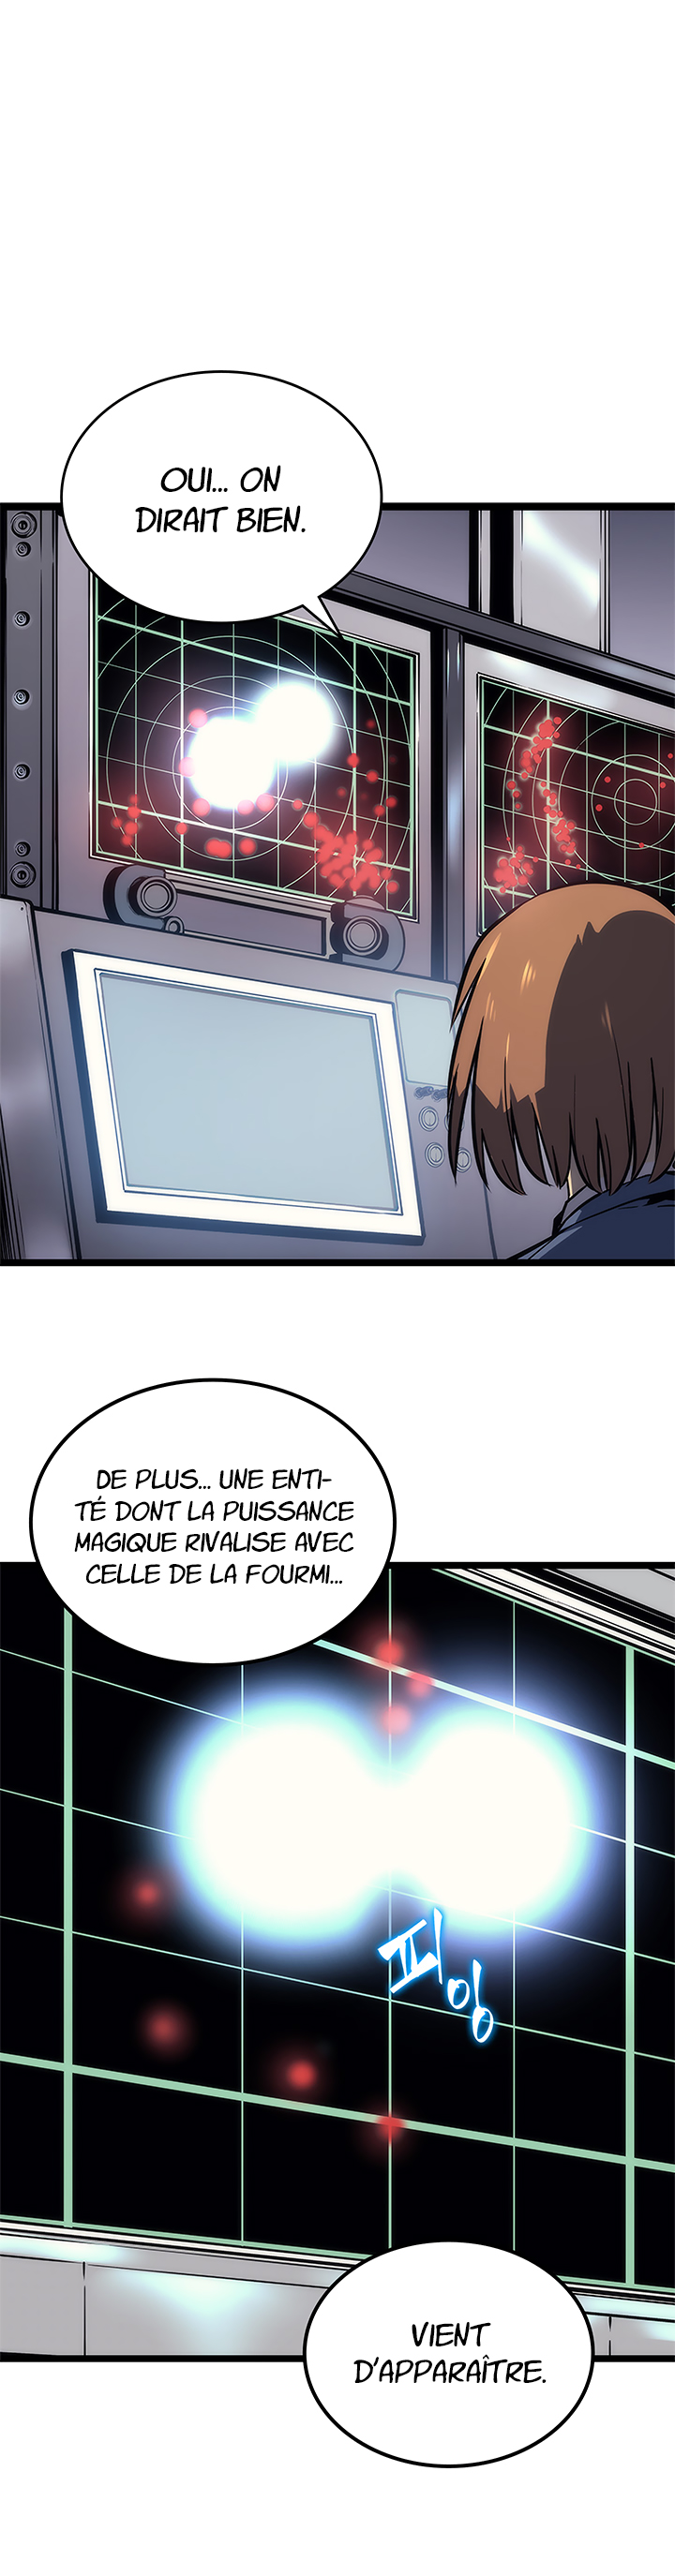 OUI... ON
DIRAIT BIEN.
DE PLUS... UNE ENTI-
TÉ DONT LA PUISSANCE
MAGIQUE RIVALISE AVEC
CELLE DE LA FOURMI...
피잉
VIENT
D'APPARAÎTRE.